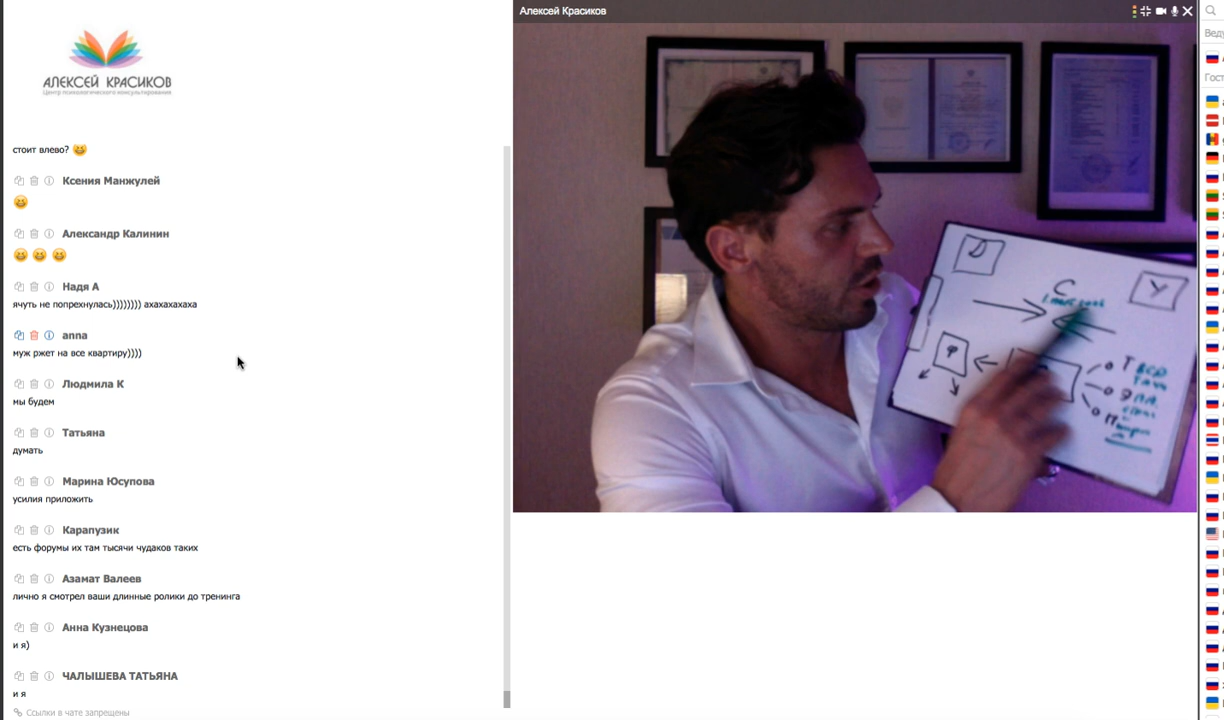 АЛЕКСЕЙ КРАСИКОВ
Центр психологического консультирования
стоит влево?
Ксения Манжулей
Александр Калинин
Надя А
ячуть не попрехнулась)))))))) ахахахахаха
anna
муж ржет на все квартиру))))
Людмила К
мы будем
Татьяна
думать
Марина Юсупова
усилия приложить
Карапузик
есть форумы их там тысячи чудаков таких
Азамат Валеев
лично я смотрел ваши длинные ролики до тренинга
Анна Кузнецова
и я)
ЧАЛЫШЕВА ТАТЬЯНА
и я
Ссылки в чате запрещены
Алексей Красиков
С
У
Т
Э
П
Веду
Гост